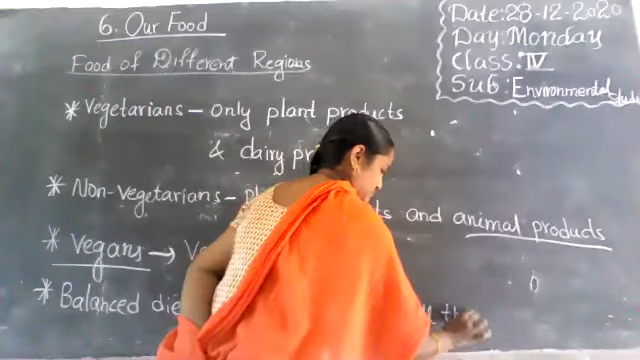 6. Our Food
Date: 28-12-2020
Day: Monday
Class: IV
Sub: Environmental
Food of Different Regions
* Vegetarians - only plant products
& dairy
* Non-vegetarians - and animal products
* Vegans →
* Balanced